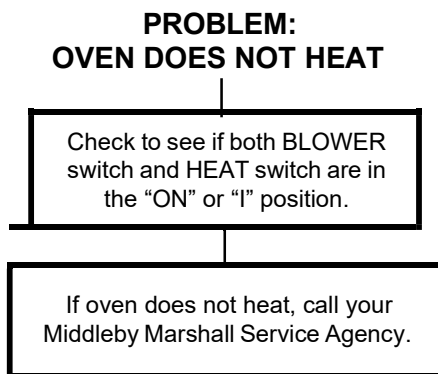 PROBLEM:
OVEN DOES NOT HEAT
Check to see if both BLOWER
switch and HEAT switch are in
the “ON” or “I” position.
If oven does not heat, call your
Middleby Marshall Service Agency.